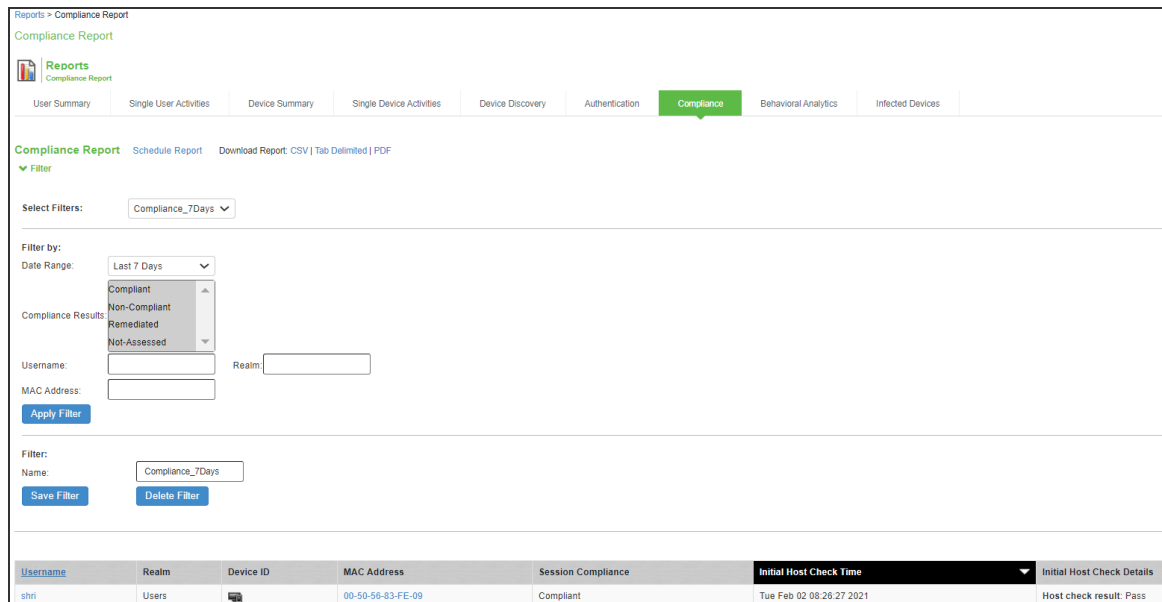 Reports > Compliance Report
Compliance Report
Reports
Compliance Report
User Summary Single User Activities Device Summary Single Device Activities Device Discovery Authentication Compliance Behavioral Analytics Infected Devices
Compliance Report Schedule Report Download Report: CSV | Tab Delimited | PDF
Filter
Select Filters: Compliance_7Days
Filter by:
Date Range: Last 7 Days
Compliance Results: Compliant
Non-Compliant
Remediated
Not-Assessed
Username: Realm:
MAC Address:
Apply Filter
Filter:
Name: Compliance_7Days
Save Filter Delete Filter
Username Realm Device ID MAC Address Session Compliance Initial Host Check Time Initial Host Check Details
shri Users 00-50-56-83-FE-09 Compliant Tue Feb 02 08:26:27 2021 Host check result: Pass